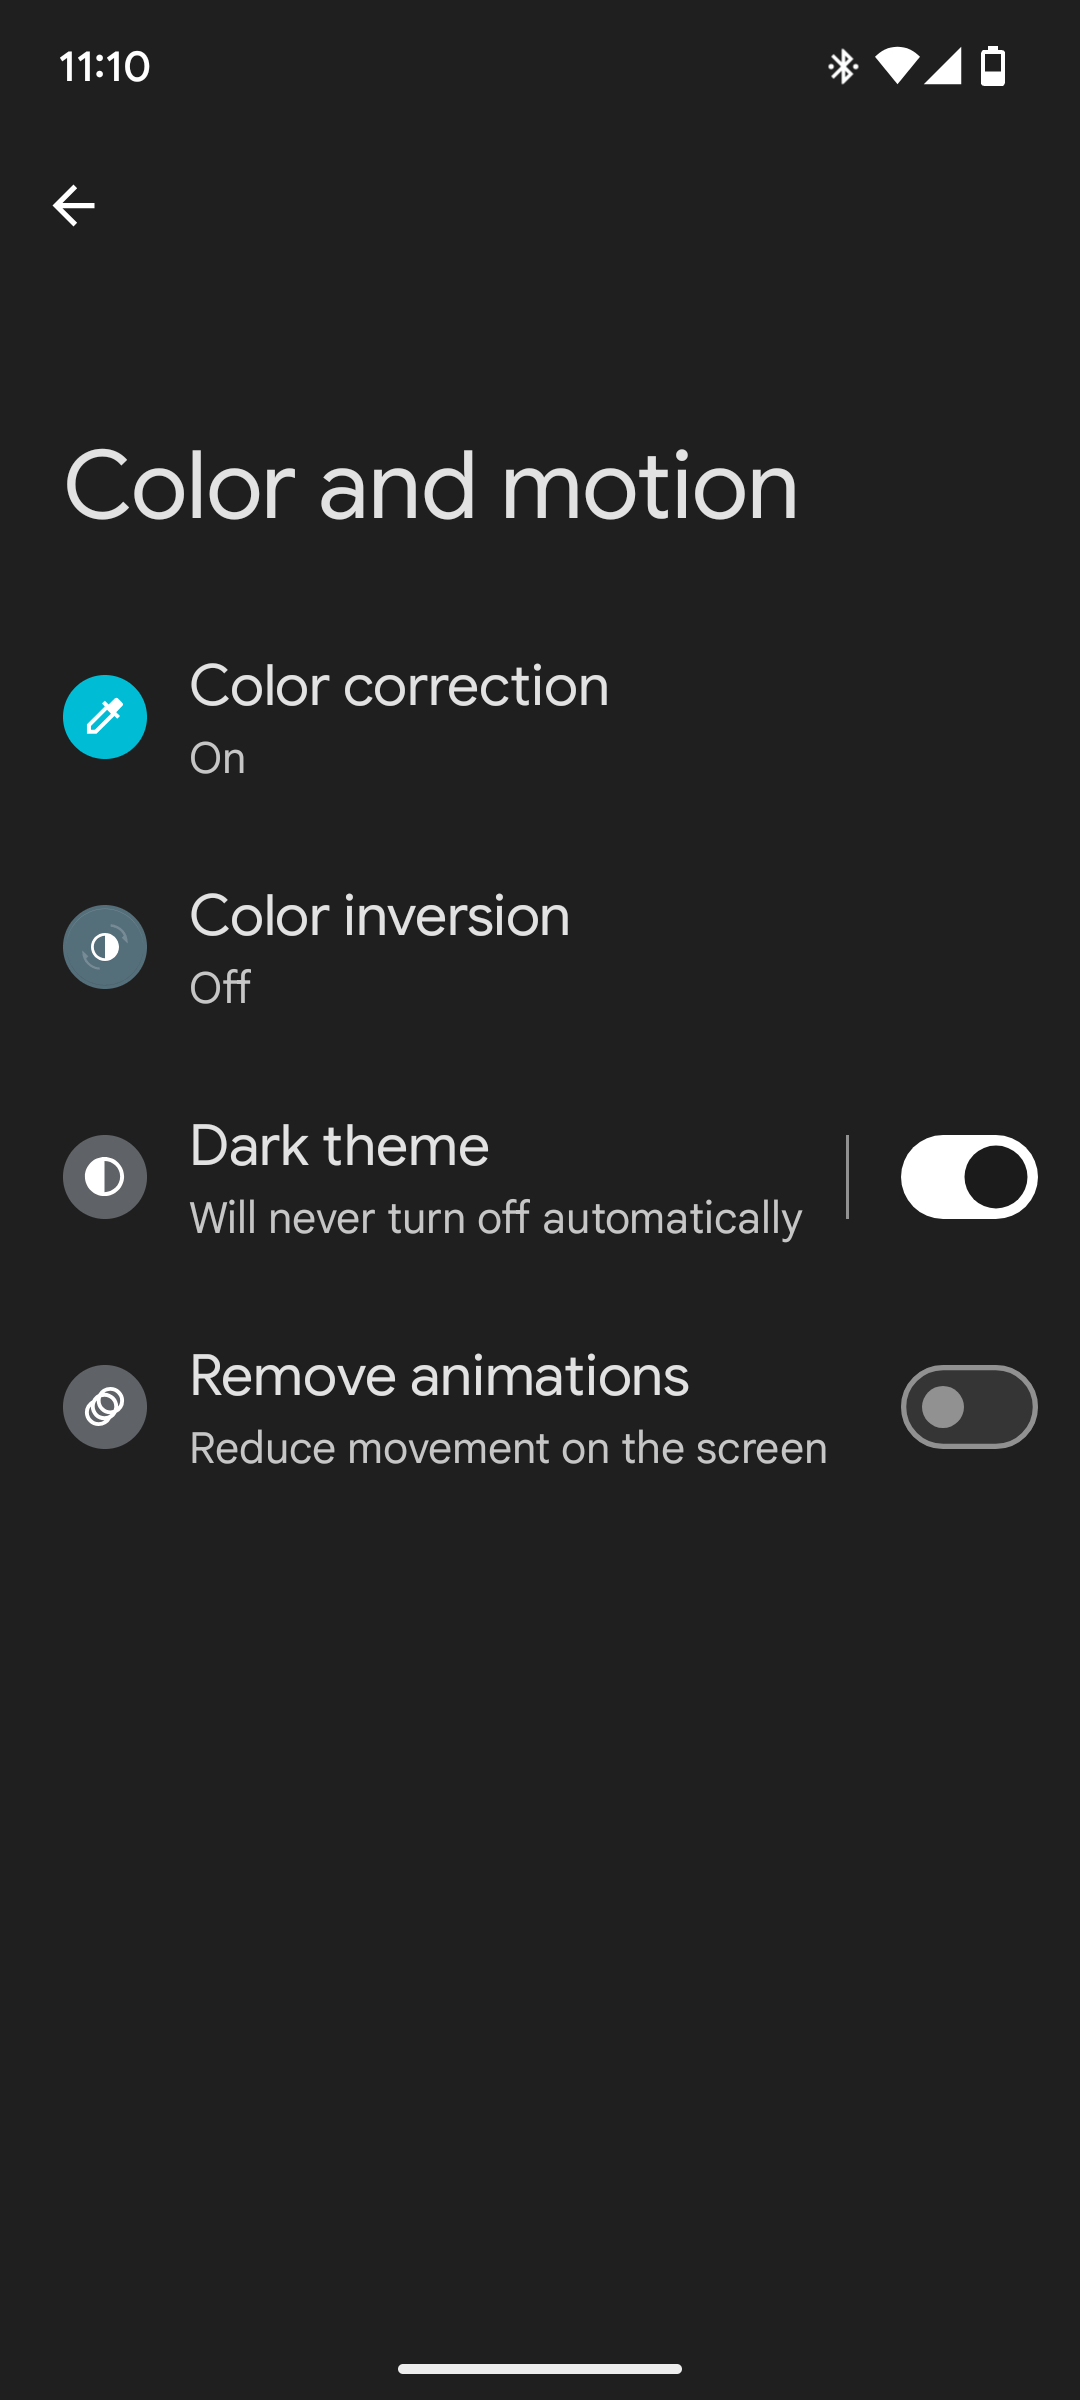 11:10
Color and motion
Color correction
On
Color inversion
Off
Dark theme
Will never turn off automatically
Remove animations
Reduce movement on the screen